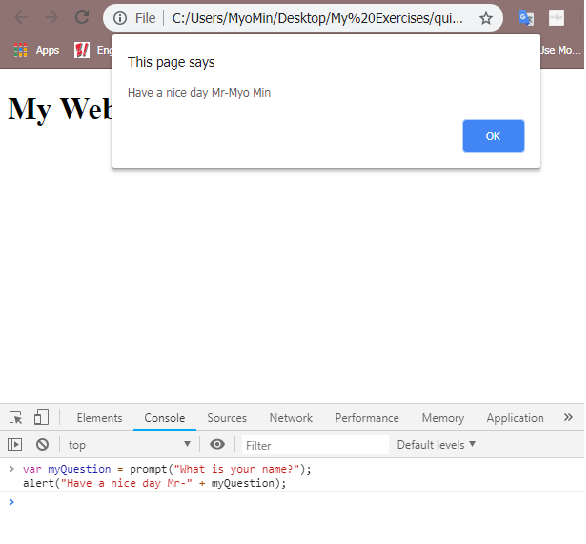 File C:/Users/MyoMin/Desktop/My%20Exercises/qui...
Apps Eng Use Mo...
This page says
Have a nice day Mr-Myo Min
OK
My Web
Elements Console Sources Network Performance Memory Application »
top Filter Default levels
> var myQuestion = prompt("What is your name?");
alert("Have a nice day Mr-" + myQuestion);
>